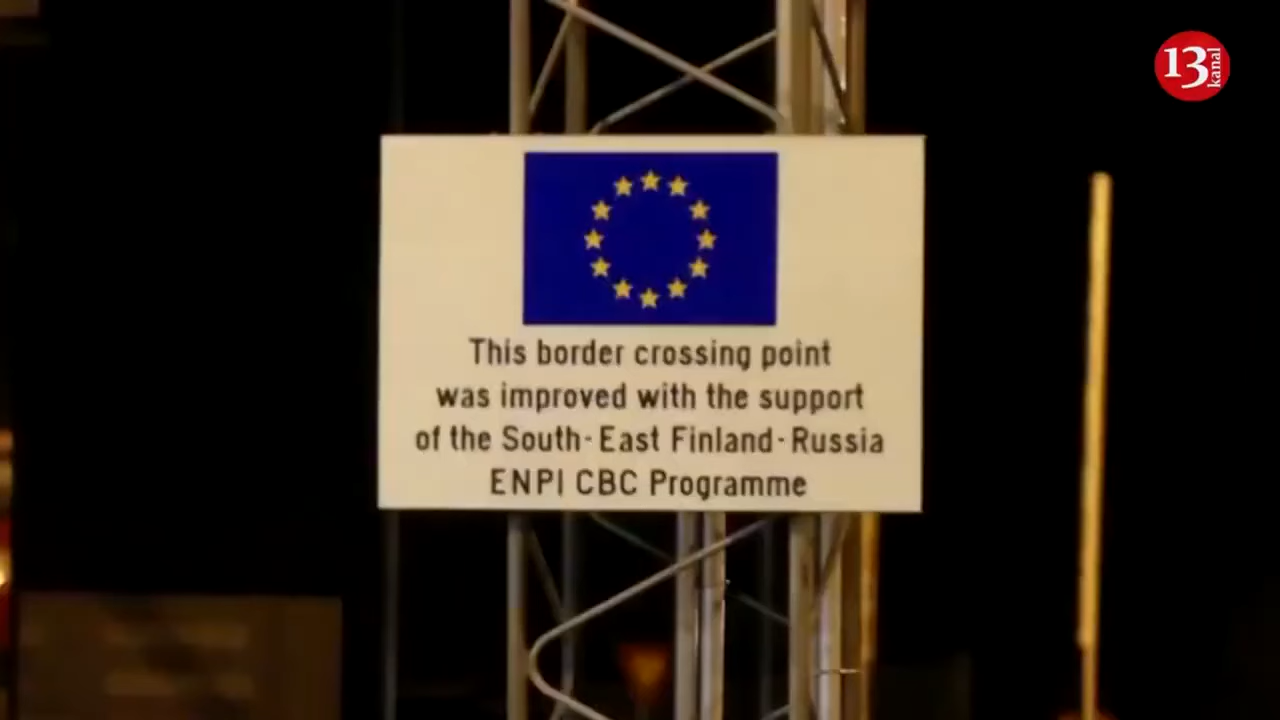 13 kanal
This border crossing point
was improved with the support
of the South-East Finland-Russia
ENPI CBC Programme